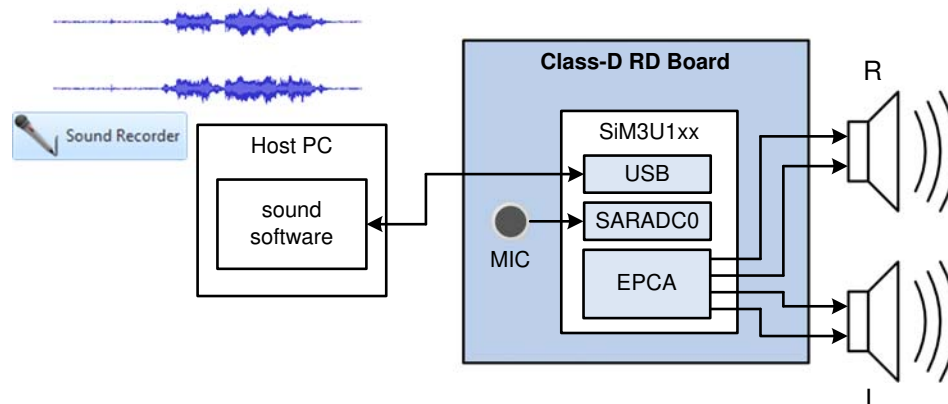 Class-D RD Board
R
Sound Recorder
Host PC
SiM3U1xx
USB
sound
software
SARADC0
MIC
EPCA